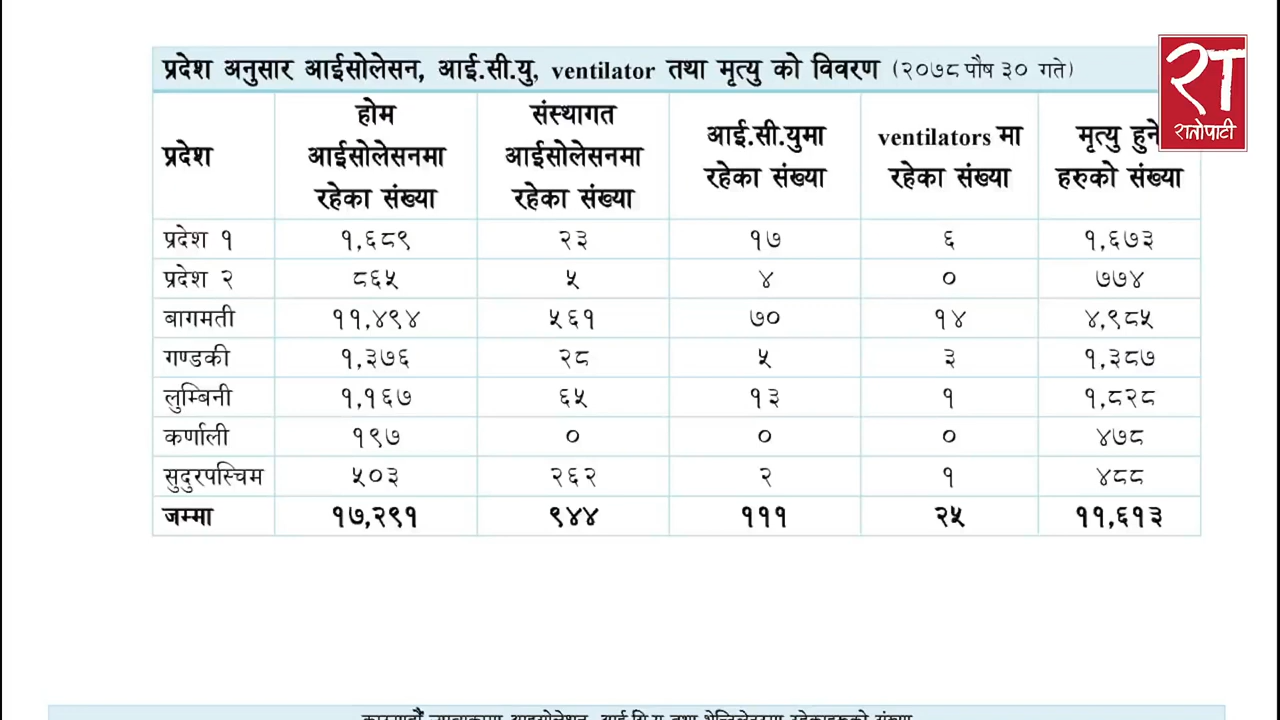 प्रदेश अनुसार आईसोलेसन, आई.सी.यु, ventilator तथा मृत्यु को विवरण (२०७८ पौष ३० गते)
रातोपाटी
प्रदेश होम आईसोलेसनमा रहेका संख्या संस्थागत आईसोलेसनमा रहेका संख्या आई.सी.युमा रहेका संख्या ventilators मा रहेका संख्या मृत्यु हुने हरुको संख्या
प्रदेश १ १,६८९ २३ १७ ६ १,६७३
प्रदेश २ ८६५ ५ ४ ० ७७४
बागमती ११,४९४ ५६१ ७० १४ ४,९८५
गण्डकी १,३७६ २८ ५ ३ १,३८७
लुम्बिनी १,१६७ ६५ १३ १ १,८२८
कर्णाली १९७ ० ० ० ४७८
सुदुरपस्चिम ५०३ २६२ २ १ ४८८
जम्मा १७,२९१ ९४४ १११ २५ ११,६१३